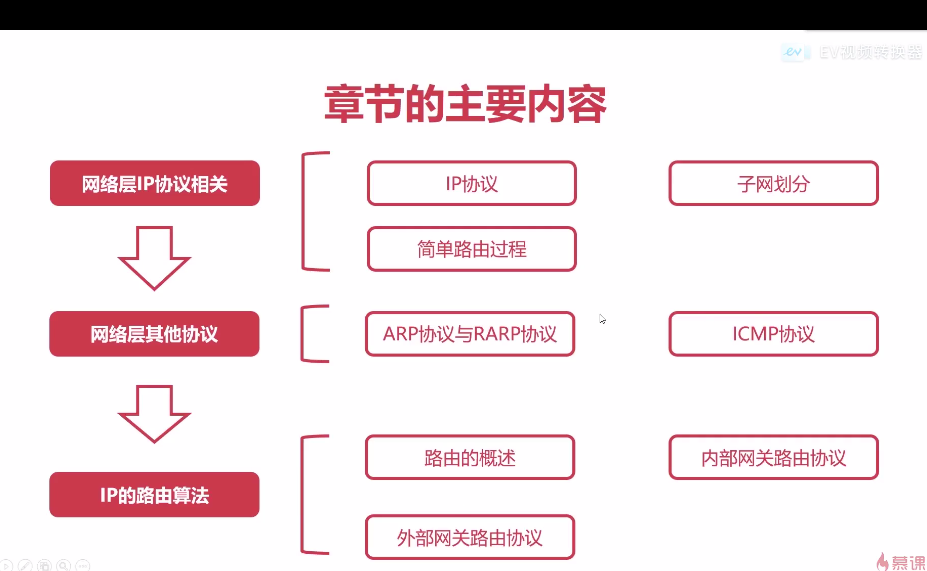 EV视频转换器
章节的主要内容
网络层IP协议相关
IP协议
子网划分
简单路由过程
网络层其他协议
ARP协议与RARP协议
ICMP协议
IP的路由算法
路由的概述
内部网关路由协议
外部网关路由协议
慕课